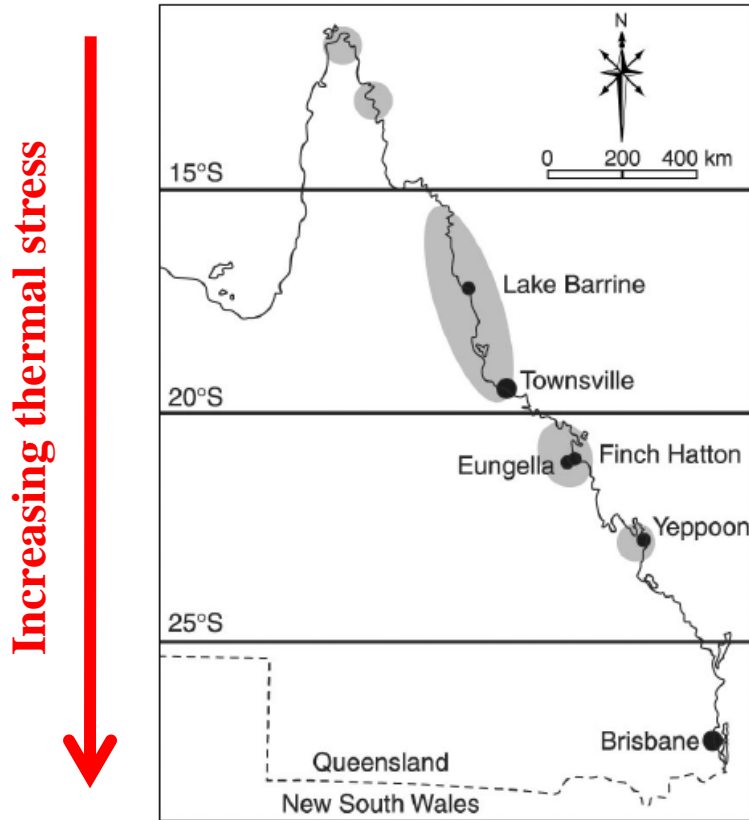 Increasing thermal stress
N
0 200 400 km
15°S
Lake Barrine
Townsville
20°S
Finch Hatton
Eungella
Yeppoon
25°S
Brisbane
Queensland
New South Wales